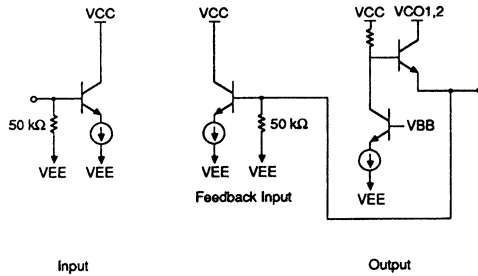 VCC
VCC
VCC VCO1,2
50 kΩ
50 kΩ
VBB
VEE VEE
VEE VEE
VEE
Feedback Input
Input
Output